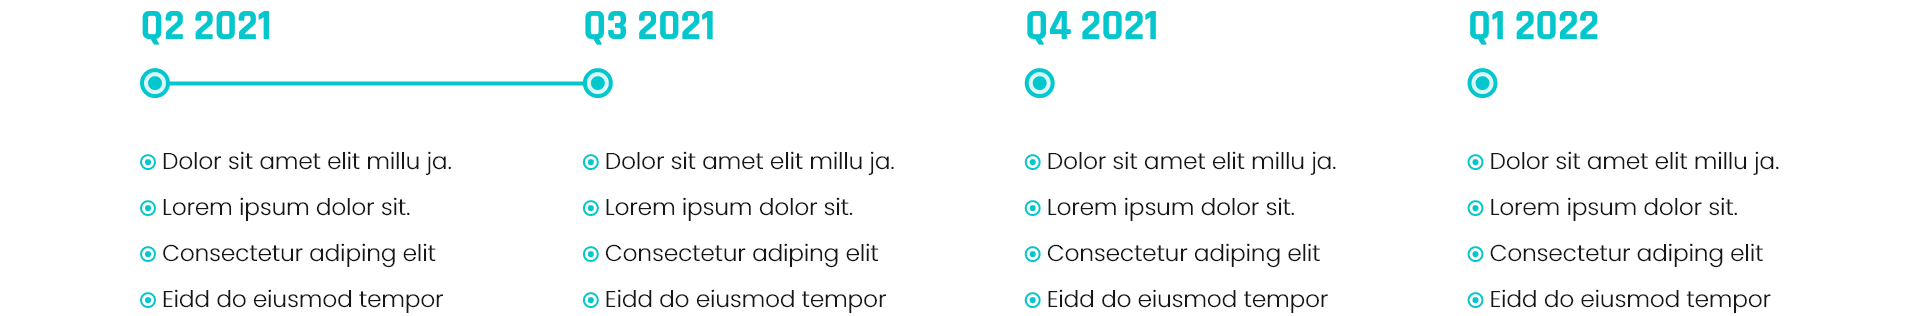 Q2 2021
Dolor sit amet elit millu ja.
Lorem ipsum dolor sit.
Consectetur adiping elit
Eidd do eiusmod tempor
Q3 2021
Dolor sit amet elit millu ja.
Lorem ipsum dolor sit.
Consectetur adiping elit
Eidd do eiusmod tempor
Q4 2021
Dolor sit amet elit millu ja.
Lorem ipsum dolor sit.
Consectetur adiping elit
Eidd do eiusmod tempor
Q1 2022
Dolor sit amet elit millu ja.
Lorem ipsum dolor sit.
Consectetur adiping elit
Eidd do eiusmod tempor